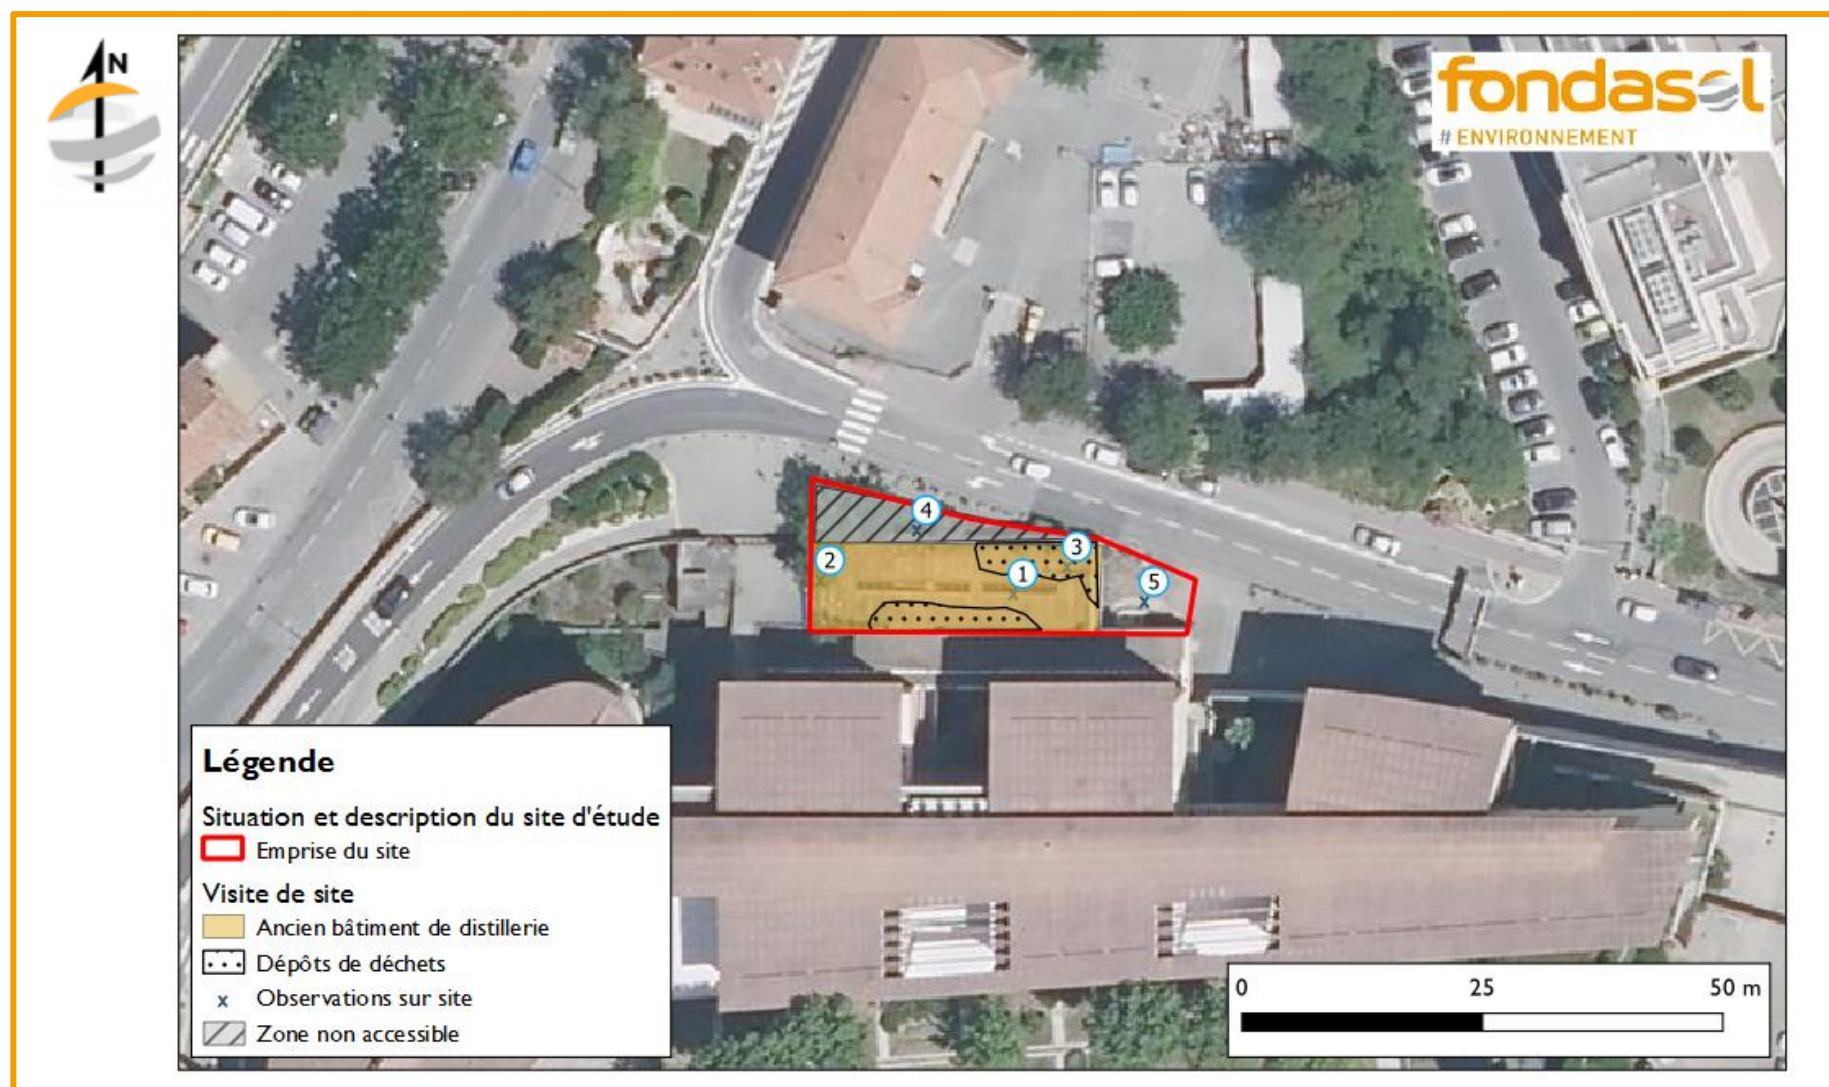 N
fondasol
#ENVIRONNEMENT
4
3
2
1
5
Légende
Situation et description du site d'étude
Emprise du site
Visite de site
Ancien bâtiment de distillerie
Dépôts de déchets
x Observations sur site
Zone non accessible
0 25 50 m